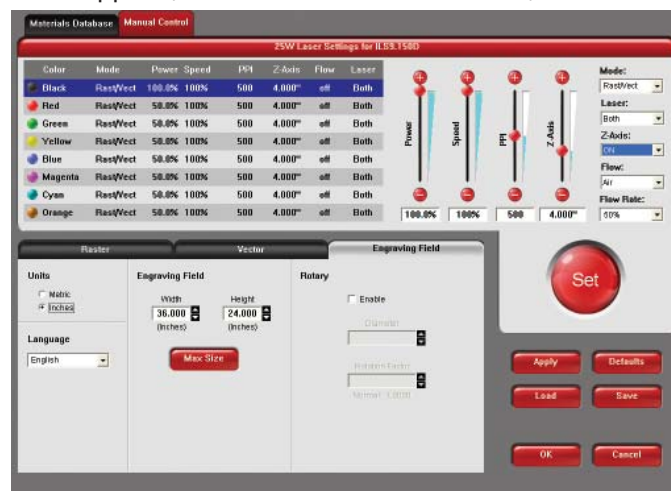 Materials Database Manual Control
25W Laser Settings for ILS9.150D
Color Mode Power Speed PPI Z-Axis Flow Laser
Black Rast/Vect 100.0% 100% 500 4.000" off Both
Red Rast/Vect 50.0% 100% 500 4.000" off Both
Green Rast/Vect 50.0% 100% 500 4.000" off Both
Yellow Rast/Vect 50.0% 100% 500 4.000" off Both
Blue Rast/Vect 50.0% 100% 500 4.000" off Both
Magenta Rast/Vect 50.0% 100% 500 4.000" off Both
Cyan Rast/Vect 50.0% 100% 500 4.000" off Both
Orange Rast/Vect 50.0% 100% 500 4.000" off Both
Power
Speed
PPI
Z-Axis
100.0% 100% 500 4.000"
Mode:
Rast/Vect
Laser:
Both
Z-Axis:
ON
Flow:
Air
Flow Rate:
60%
Set
Raster Vector Engraving Field
Units
Metric
Inches
Language
English
Engraving Field
Width Height
36.000 24.000
(Inches) (Inches)
Max Size
Rotary
Enable
Diameter
Rotation Factor
Apply Defaults
Load Save
OK Cancel